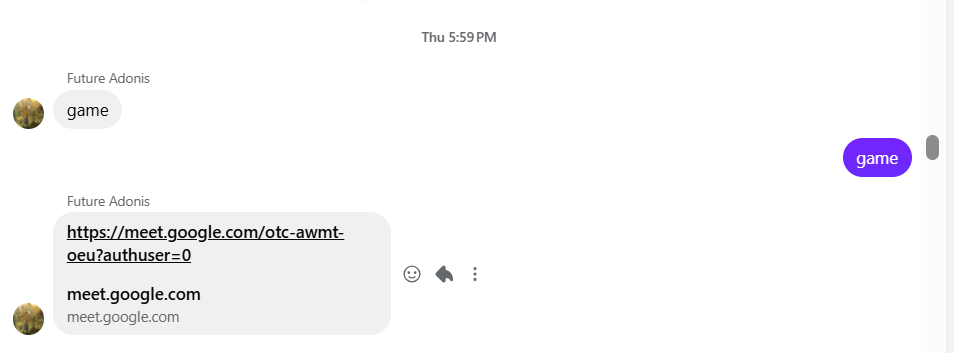 Thu 5:59 PM
Future Adonis
game
game
Future Adonis
https://meet.google.com/otc-awmt-
oeu?authuser=0
meet.google.com
meet.google.com